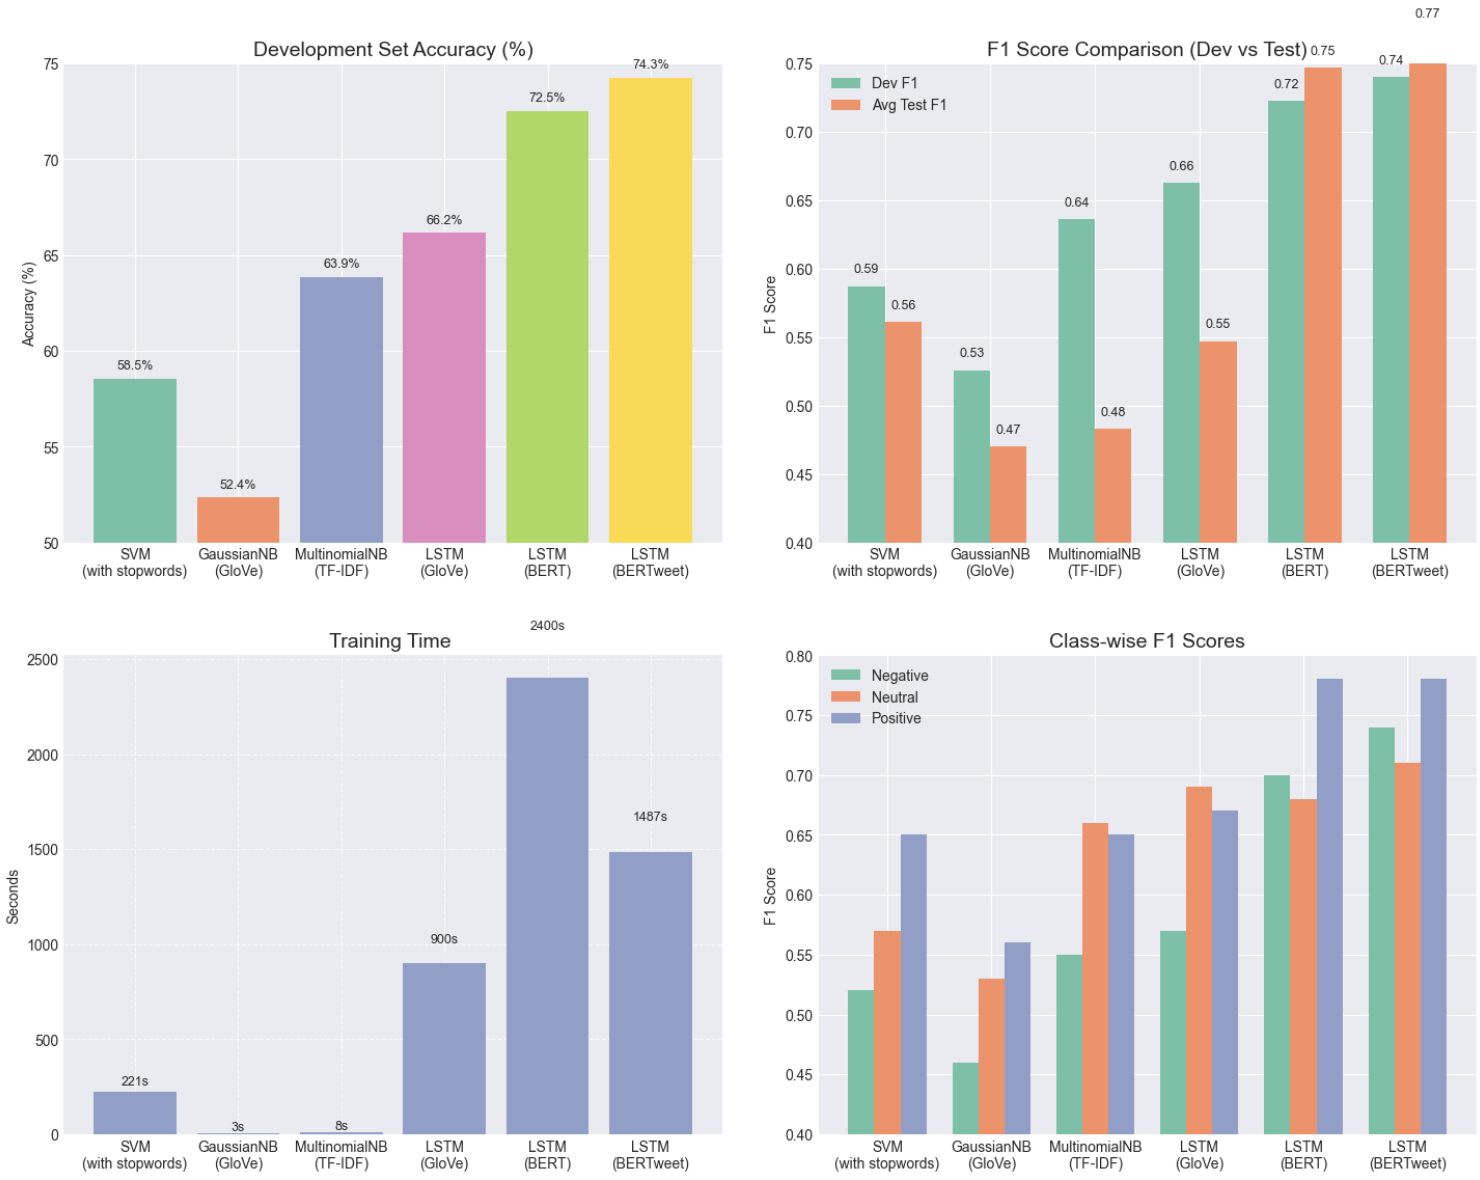 Development Set Accuracy (%)
Accuracy (%)
75
70
65
60
55
50
58.5%
52.4%
63.9%
66.2%
72.5%
74.3%
SVM
(with stopwords)
GaussianNB
(GloVe)
MultinomialNB
(TF-IDF)
LSTM
(GloVe)
LSTM
(BERT)
LSTM
(BERTweet)
F1 Score Comparison (Dev vs Test)
Dev F1
Avg Test F1
F1 Score
0.75
0.70
0.65
0.60
0.55
0.50
0.45
0.40
0.59
0.56
0.53
0.47
0.64
0.48
0.66
0.55
0.72
0.75
0.74
0.77
SVM
(with stopwords)
GaussianNB
(GloVe)
MultinomialNB
(TF-IDF)
LSTM
(GloVe)
LSTM
(BERT)
LSTM
(BERTweet)
Training Time
Seconds
2500
2000
1500
1000
500
0
221s
3s
8s
900s
2400s
1487s
SVM
(with stopwords)
GaussianNB
(GloVe)
MultinomialNB
(TF-IDF)
LSTM
(GloVe)
LSTM
(BERT)
LSTM
(BERTweet)
Class-wise F1 Scores
Negative
Neutral
Positive
F1 Score
0.80
0.75
0.70
0.65
0.60
0.55
0.50
0.45
0.40
SVM
(with stopwords)
GaussianNB
(GloVe)
MultinomialNB
(TF-IDF)
LSTM
(GloVe)
LSTM
(BERT)
LSTM
(BERTweet)